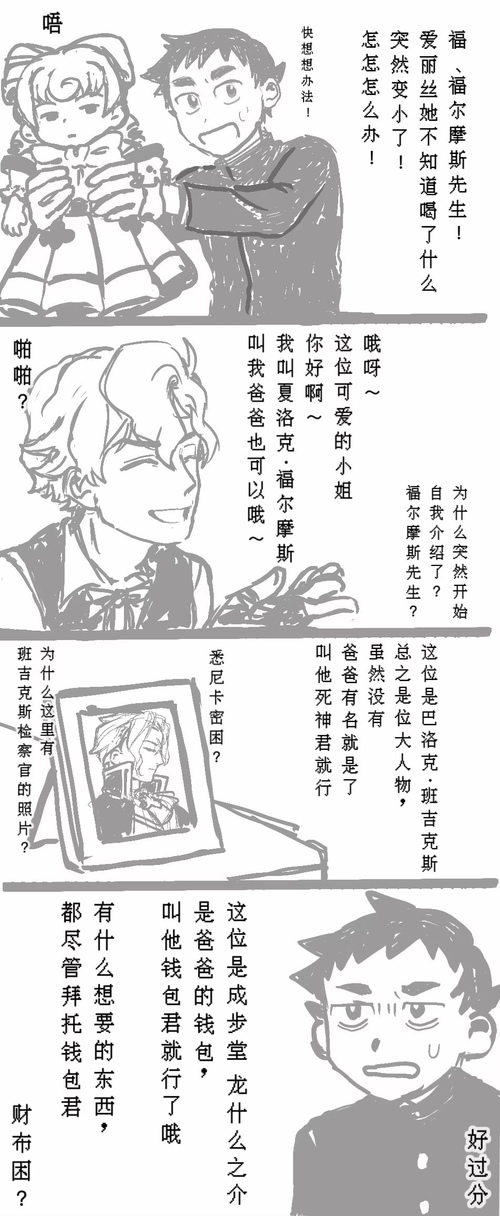 福、福尔摩斯先生！
爱丽丝她不知道喝了什么
突然变小了！
怎怎怎么办！
快想想办法！
唔
哦呀~
这位可爱的小姐
你好啊~
我叫夏洛克·福尔摩斯
叫我爸爸也可以哦~
啪啪？
为什么突然开始
自我介绍了？
福尔摩斯先生？
这位是巴洛克·班吉克斯
总之是位大人物，
虽然没有
爸爸有名就是了
叫他死神君就行
悉尼卡密困？
为什么这里有
班吉克斯检察官的照片？
这位是成步堂 龙什么之介
是爸爸的钱包，
叫他钱包君就行了哦
有什么想要的东西，
都尽管拜托钱包君
财布困？
好过分